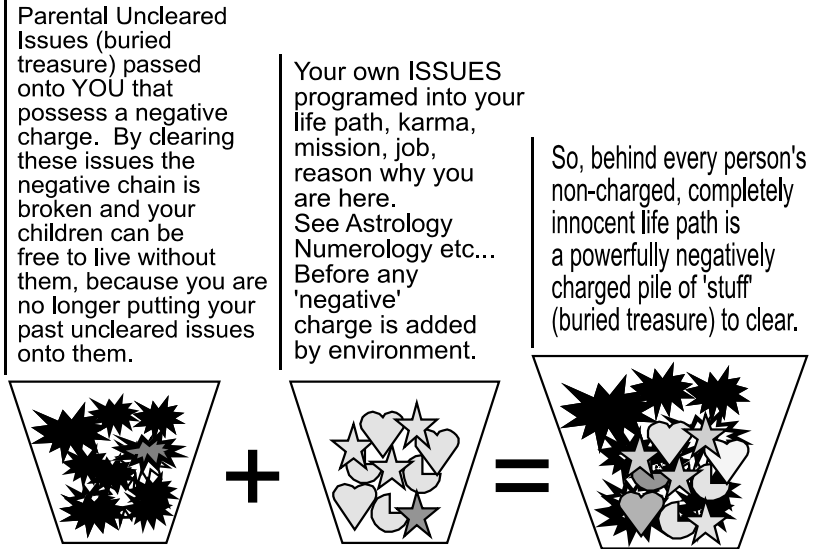 Parental Uncleared
Issues (buried
treasure) passed
onto YOU that
possess a negative
charge.  By clearing
these issues the
negative chain is
broken and your
children can be
free to live without
them, because you are
no longer putting your
past uncleared issues
onto them.
Your own ISSUES
programed into your
life path, karma,
mission, job,
reason why you
are here.
See Astrology
Numerology etc...
Before any
'negative'
charge is added
by environment.
So, behind every person's
non-charged, completely
innocent life path is
a powerfully negatively
charged pile of 'stuff'
(buried treasure) to clear.
+
=